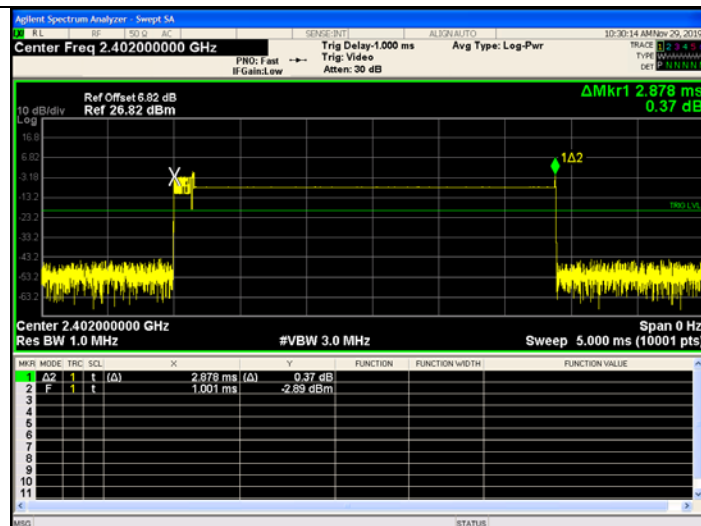 Agilent Spectrum Analyzer - Swept SA
RL RF 50 Ω AC SENSE:INT ALIGN AUTO 10:30:14 AM Nov 29, 2019
Center Freq 2.402000000 GHz
PNO: Fast
IFGain:Low
Trig Delay-1.000 ms
Trig: Video
Atten: 30 dB
Avg Type: Log-Pwr
TRACE 1 2 3 4 5
TYPE
DET P N N N N
ΔMkr1 2.878 ms
0.37 dB
Ref Offset 6.82 dB
10 dB/div Ref 26.82 dBm
Log
16.8
6.82
-3.18
-13.2
-23.2
-33.2
-43.2
-53.2
-63.2
X
1Δ2
TRIG LVL
Center 2.402000000 GHz Span 0 Hz
Res BW 1.0 MHz #VBW 3.0 MHz Sweep 5.000 ms (10001 pts)
MKR MODE TRC SCL X Y FUNCTION FUNCTION WIDTH FUNCTION VALUE
1 Δ2 1 t (Δ) 2.878 ms (Δ) 0.37 dB
2 F 1 t 1.001 ms -2.89 dBm
3
4
5
6
7
8
9
10
11
MSG STATUS